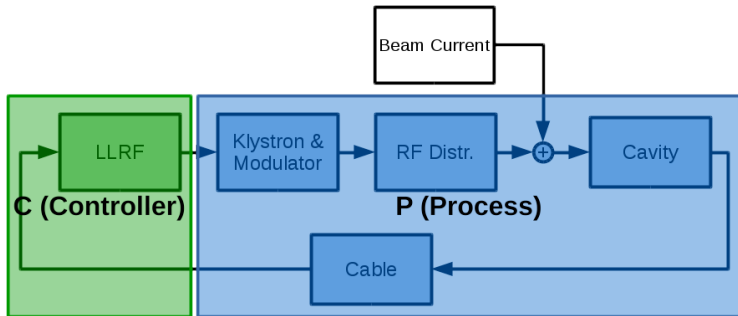 Beam Current
LLRF
Klystron &
Modulator
RF Distr.
+
Cavity
C (Controller)
P (Process)
Cable